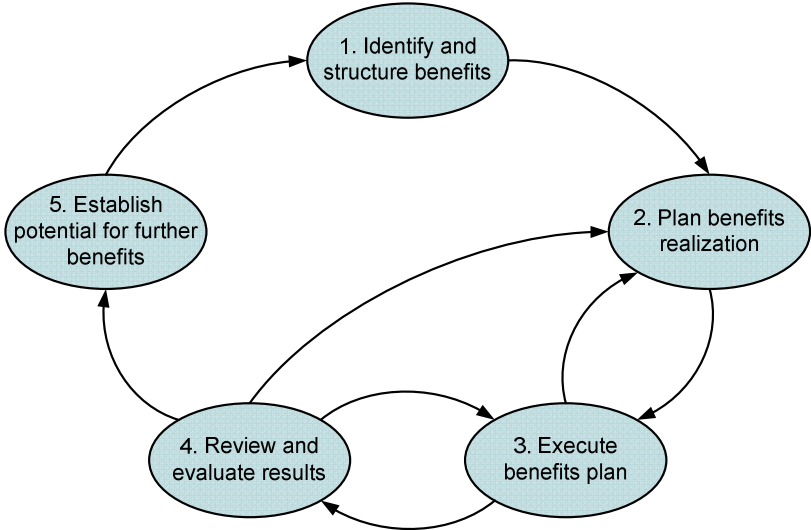 1. Identify and
structure benefits
2. Plan benefits
realization
3. Execute
benefits plan
4. Review and
evaluate results
5. Establish
potential for further
benefits